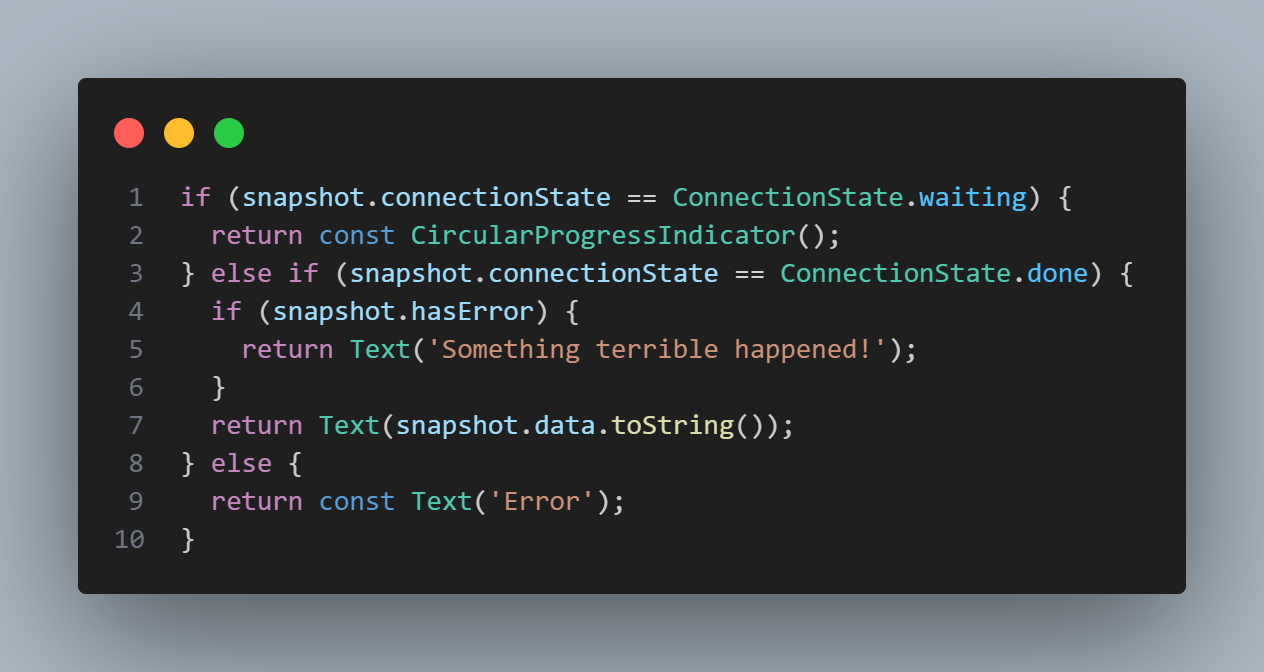 1 if (snapshot.connectionState == ConnectionState.waiting) {
2   return const CircularProgressIndicator();
3 } else if (snapshot.connectionState == ConnectionState.done) {
4   if (snapshot.hasError) {
5     return Text('Something terrible happened!');
6   }
7   return Text(snapshot.data.toString());
8 } else {
9   return const Text('Error');
10 }